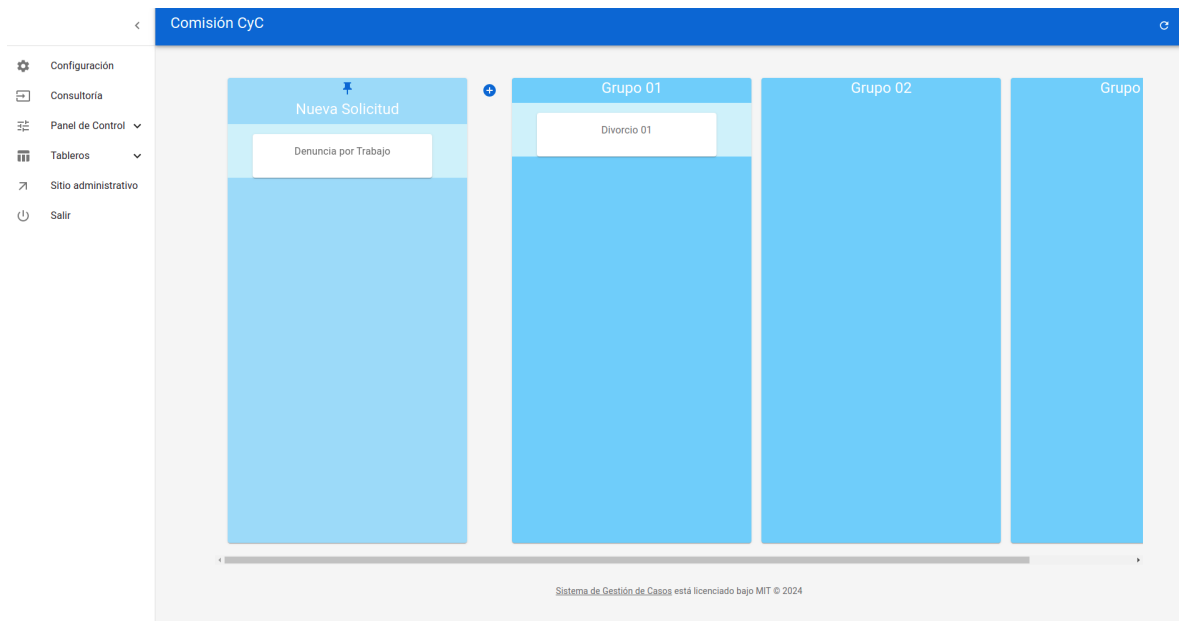 Comisión CyC
Configuración
Consultoría
Panel de Control
Tableros
Sitio administrativo
Salir
Nueva Solicitud
Denuncia por Trabajo
Grupo 01
Divorcio 01
Grupo 02
Grupo
Sistema de Gestión de Casos está licenciado bajo MIT © 2024